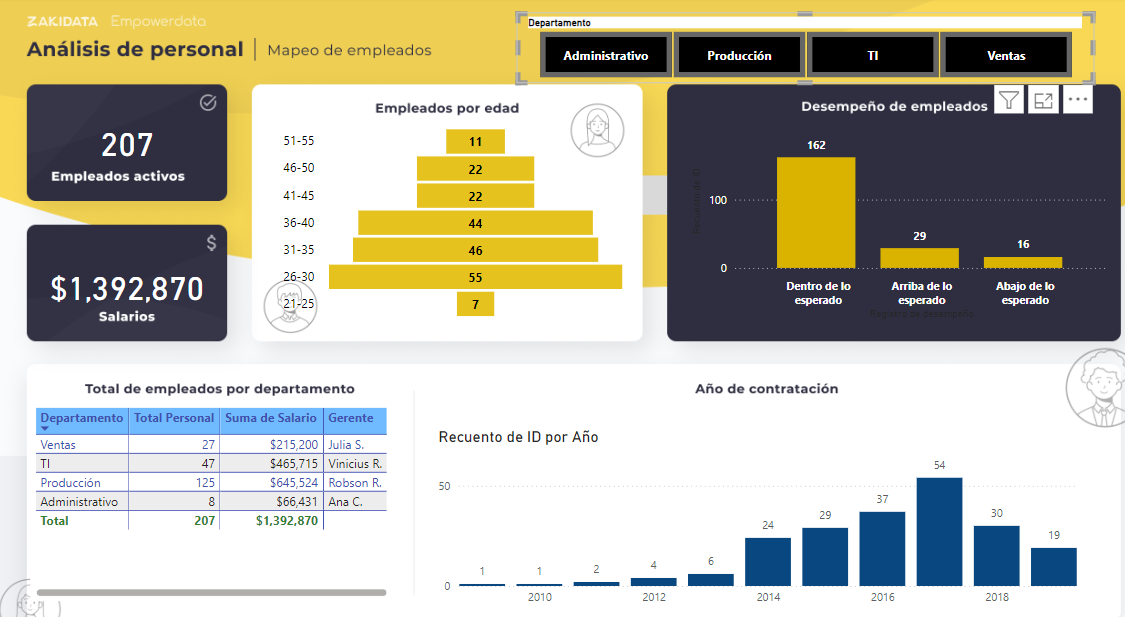 ZAKIDATA Empowerdata
Análisis de personal | Mapeo de empleados
Departamento
Administrativo Producción TI Ventas
207
Empleados activos
$
$1,392,870
Salarios
Empleados por edad
51-55 11
46-50 22
41-45 22
36-40 44
31-35 46
26-30 55
21-25 7
Desempeño de empleados
Recuento de ID
162
100
29
16
0
Dentro de lo esperado
Arriba de lo esperado
Abajo de lo esperado
Registro de desempeño
Total de empleados por departamento
Departamento Total Personal Suma de Salario Gerente
Ventas 27 $215,200 Julia S.
TI 47 $465,715 Vinicius R.
Producción 125 $645,524 Robson R.
Administrativo 8 $66,431 Ana C.
Total 207 $1,392,870
Año de contratación
Recuento de ID por Año
50
0
1 1 2 4 6 24 29 37 54 30 19
2010 2012 2014 2016 2018